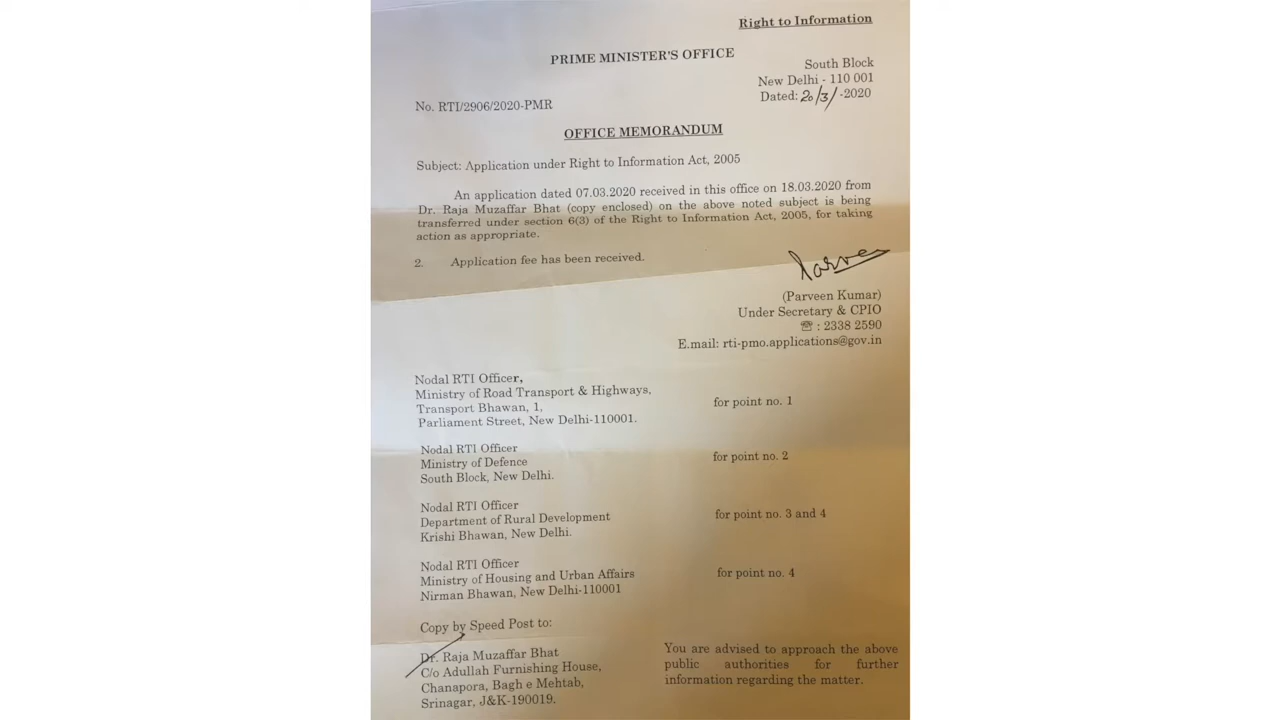 Right to Information
PRIME MINISTER'S OFFICE
South Block
New Delhi - 110 001
Dated: 20/3/-2020
No. RTI/2906/2020-PMR
OFFICE MEMORANDUM
Subject: Application under Right to Information Act, 2005
An application dated 07.03.2020 received in this office on 18.03.2020 from
Dr. Raja Muzaffar Bhat (copy enclosed) on the above noted subject is being
transferred under section 6(3) of the Right to Information Act, 2005, for taking
action as appropriate.
2. Application fee has been received.
(Parveen Kumar)
Under Secretary & CPIO
☏ : 2338 2590
E.mail: rti-pmo.applications@gov.in
Nodal RTI Officer,
Ministry of Road Transport & Highways,
Transport Bhawan, 1,
Parliament Street, New Delhi-110001.
for point no. 1
Nodal RTI Officer
Ministry of Defence
South Block, New Delhi.
for point no. 2
Nodal RTI Officer
Department of Rural Development
Krishi Bhawan, New Delhi.
for point no. 3 and 4
Nodal RTI Officer
Ministry of Housing and Urban Affairs
Nirman Bhawan, New Delhi-110001
for point no. 4
Copy by Speed Post to:
Dr. Raja Muzaffar Bhat
C/o Adullah Furnishing House,
Chanapora, Bagh e Mehtab,
Srinagar, J&K-190019.
You are advised to approach the above
public authorities for further
information regarding the matter.